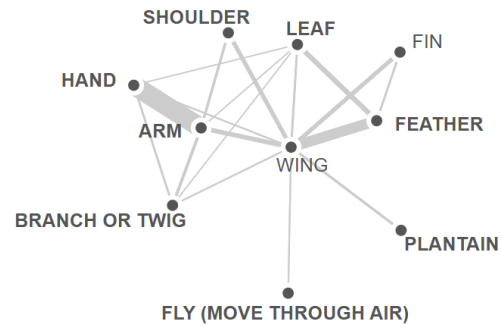 SHOULDER
LEAF
FIN
HAND
ARM
FEATHER
WING
BRANCH OR TWIG
PLANTAIN
FLY (MOVE THROUGH AIR)